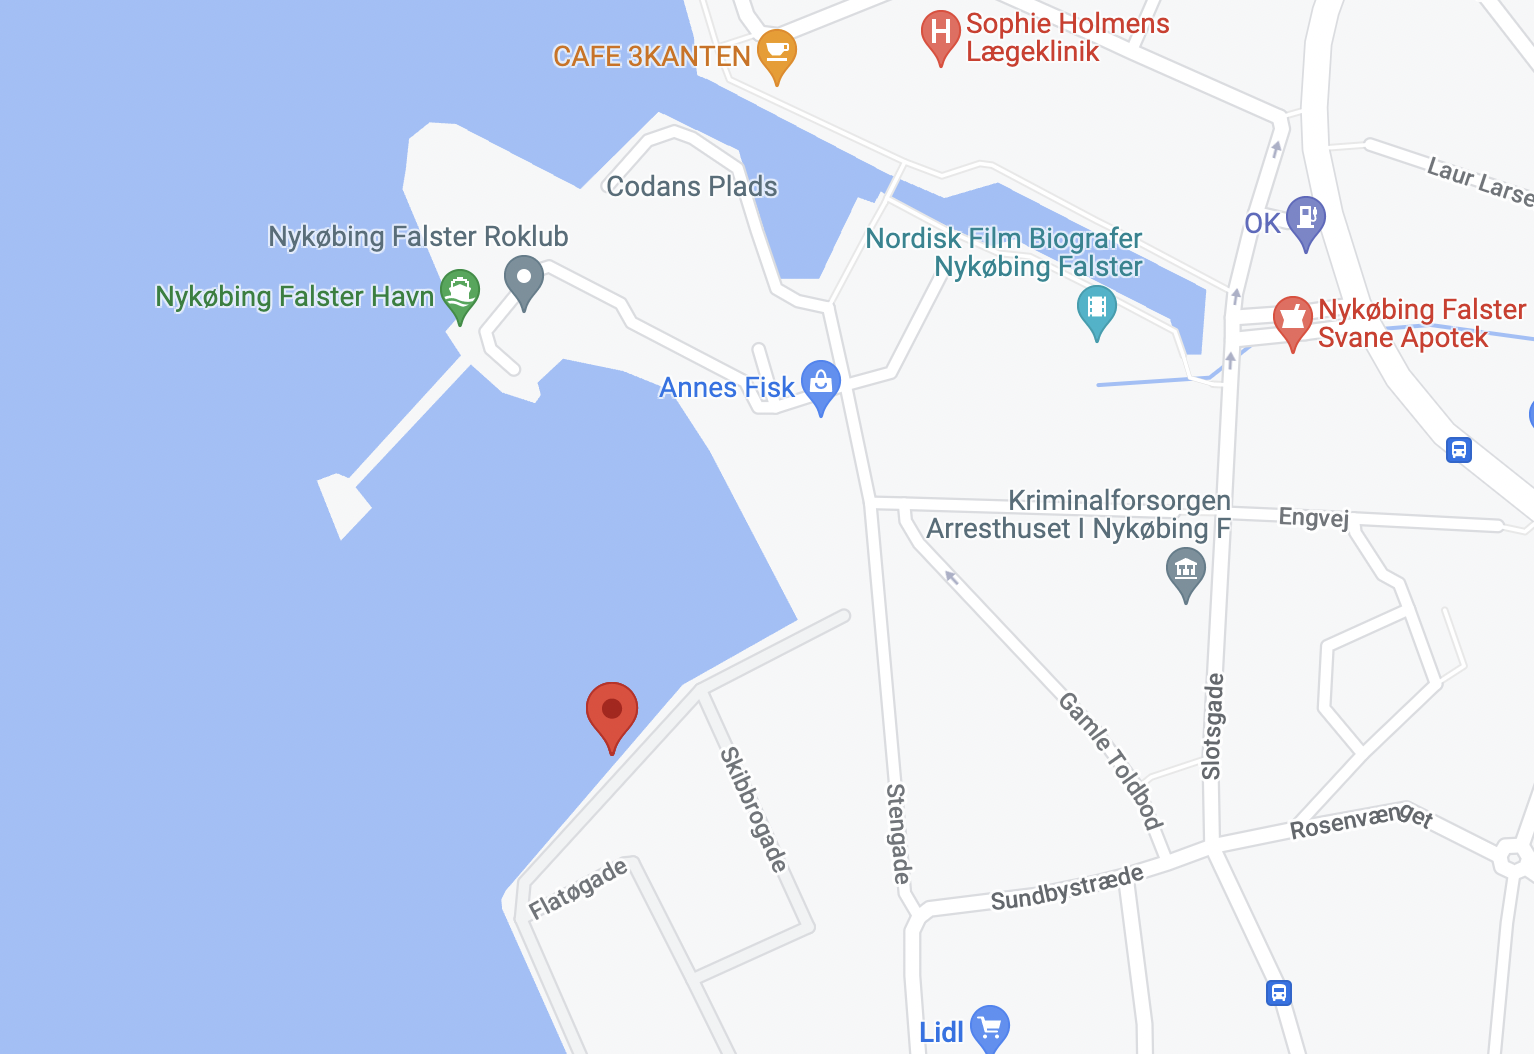 Sophie Holmens
Lægeklinik
CAFE 3KANTEN
Laur Larse
Codans Plads
OK
Nykøbing Falster Roklub
Nordisk Film Biografer
Nykøbing Falster
Nykøbing Falster Havn
Nykøbing Falster
Svane Apotek
Annes Fisk
Kriminalforsorgen
Arresthuset I Nykøbing F
Engvej
Slotsgade
Gamle Toldbod
Skibbrogade
Stengade
Rosenvænget
Flatøgade
Sundbystræde
Lidl